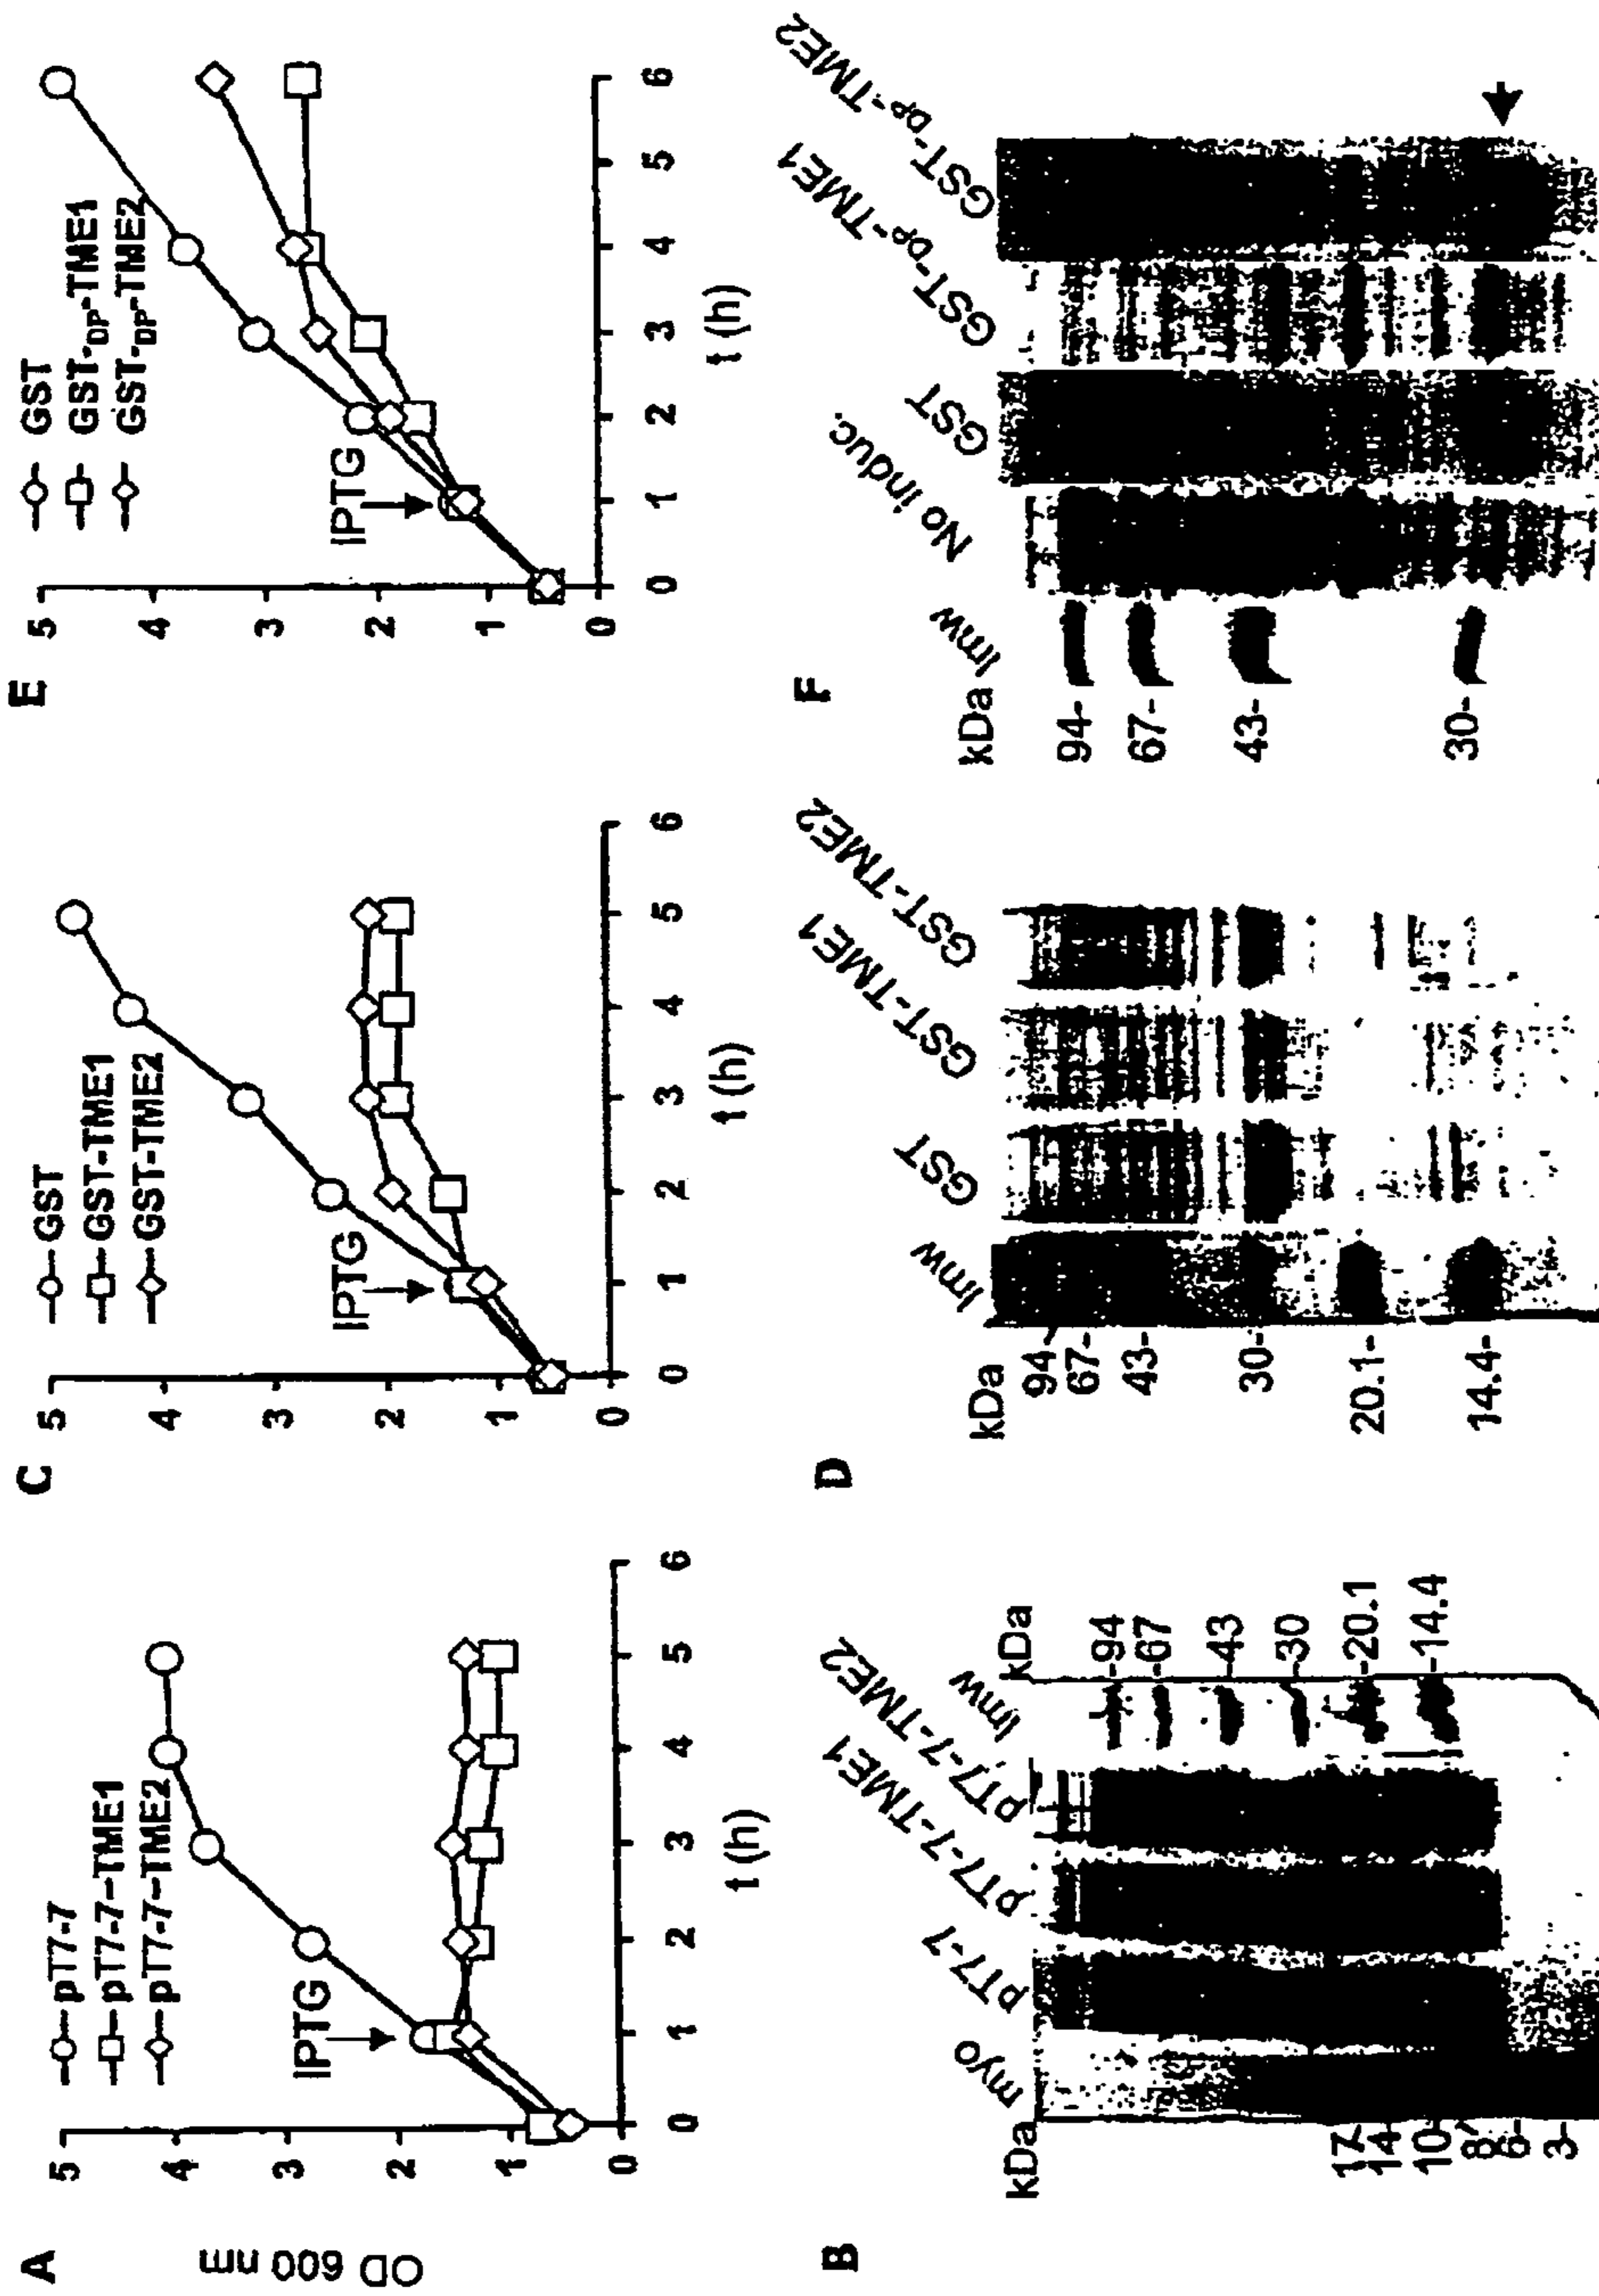 A
OD 600 nm
pT7-7
pT7-7-TME1
pT7-7-TME2
IPTG
5
4
3
2
1
0
0 1 2 3 4 5 6
t (h)
C
GST
GST-TME1
GST-TME2
IPTG
5
4
3
2
1
0
0 1 2 3 4 5 6
t (h)
E
GST
GST-DP-TME1
GST-DP-TME2
IPTG
5
4
3
2
1
0
0 1 2 3 4 5 6
t (h)
B
kDa myo pT7-7 pT7-7-TME1 pT7-7-TME2 lmw kDa
17-
14-
10-
8-
6-
3-
-94
-67
-43
-30
-20.1
-14.4
D
kDa lmw GST GST-TME1 GST-TME2
94-
67-
43-
30-
20.1-
14.4-
F
kDa lmw No induc. GST GST-DP-TME1 GST-DP-TME2
94-
67-
43-
30-